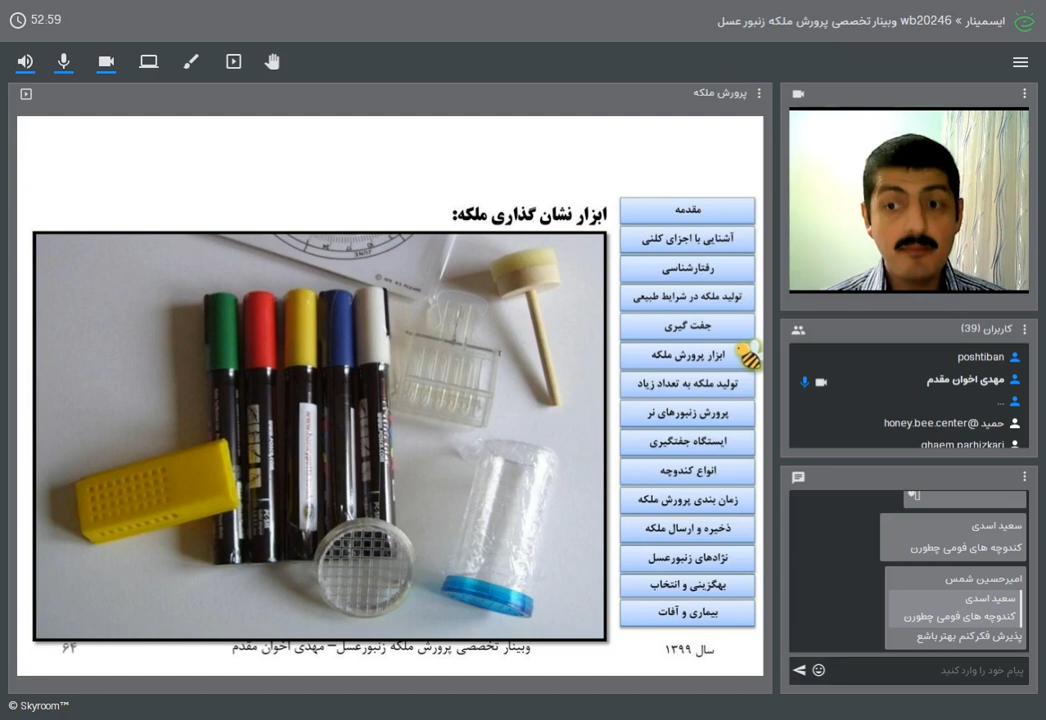 52.59
ایسمینار » wb20246 وبینار تخصصی پرورش ملکه زنبور عسل
پرورش ملکه
ابزار نشان گذاری ملکه:
مقدمه
آشنایی با اجزای کلنی
رفتارشناسی
تولید ملکه در شرایط طبیعی
جفت گیری
ابزار پرورش ملکه
تولید ملکه به تعداد زیاد
پرورش زنبورهای نر
ایستگاه جفتگیری
انواع کندوچه
زمان بندی پرورش ملکه
ذخیره و ارسال ملکه
نژادهای زنبورعسل
بهگزینی و انتخاب
بیماری و آفات
سال ۱۳۹۹
وبینار تخصصی پرورش ملکه زنبورعسل– مهدی اخوان مقدم
۶۴
کاربران (39)
poshtiban
مهدی اخوان مقدم
...
حمید @honey.bee.center
ghaem parhizkari
سعید اسدی
کندوچه های فومی چطورن
امیرحسین شمس
سعید اسدی
کندوچه های فومی چطورن
پذیرش فکرکنم بهتر باشع
پیام خود را وارد کنید
© Skyroom™